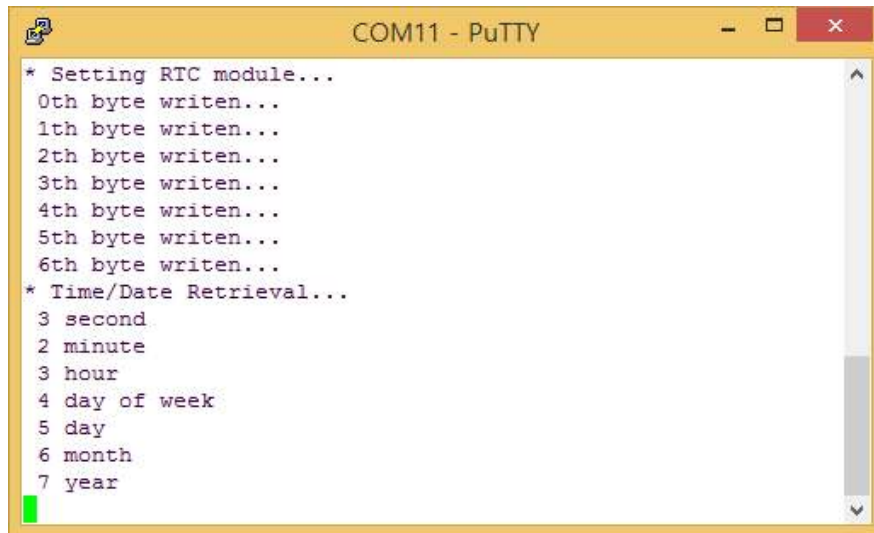 COM11 - PuTTY
* Setting RTC module...
0th byte writen...
1th byte writen...
2th byte writen...
3th byte writen...
4th byte writen...
5th byte writen...
6th byte writen...
* Time/Date Retrieval...
3 second
2 minute
3 hour
4 day of week
5 day
6 month
7 year